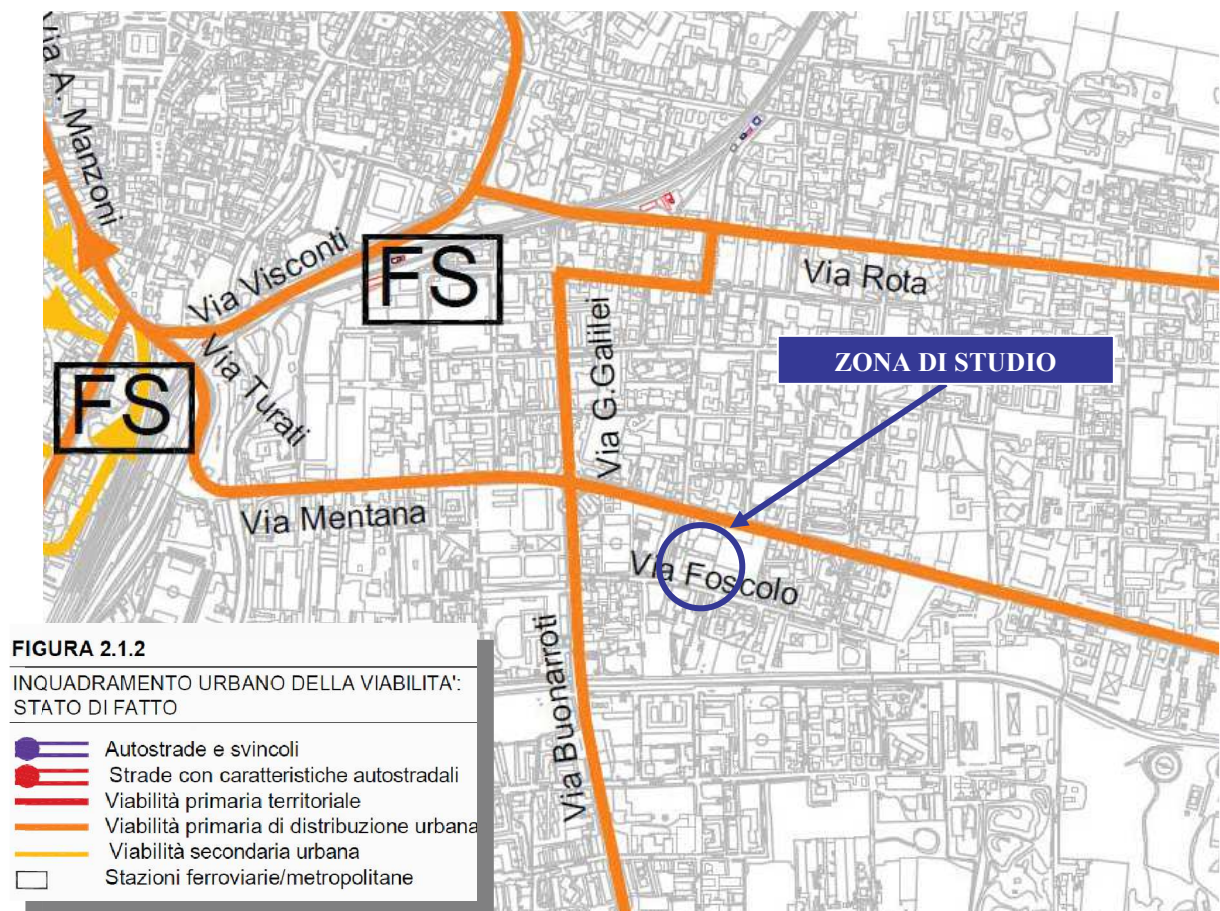 Via A. Manzoni
Via Visconti
FS
Via Rota
Via G.Galilei
ZONA DI STUDIO
FS
Via Turati
Via Mentana
Via Foscolo
Via Buonarroti
FIGURA 2.1.2
INQUADRAMENTO URBANO DELLA VIABILITA':
STATO DI FATTO
Autostrade e svincoli
Strade con caratteristiche autostradali
Viabilità primaria territoriale
Viabilità primaria di distribuzione urbana
Viabilità secondaria urbana
Stazioni ferroviarie/metropolitane